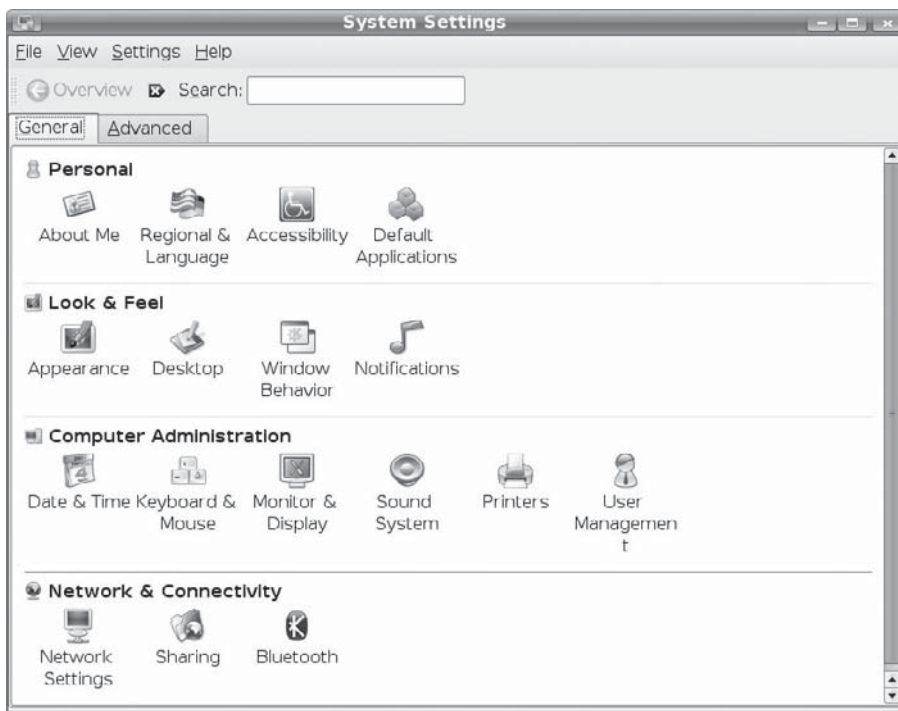 System Settings
File View Settings Help
Overview Search:
General Advanced
Personal
About Me Regional & Language Accessibility Default Applications
Look & Feel
Appearance Desktop Window Behavior Notifications
Computer Administration
Date & Time Keyboard & Mouse Monitor & Display Sound System Printers User Management
Network & Connectivity
Network Settings Sharing Bluetooth